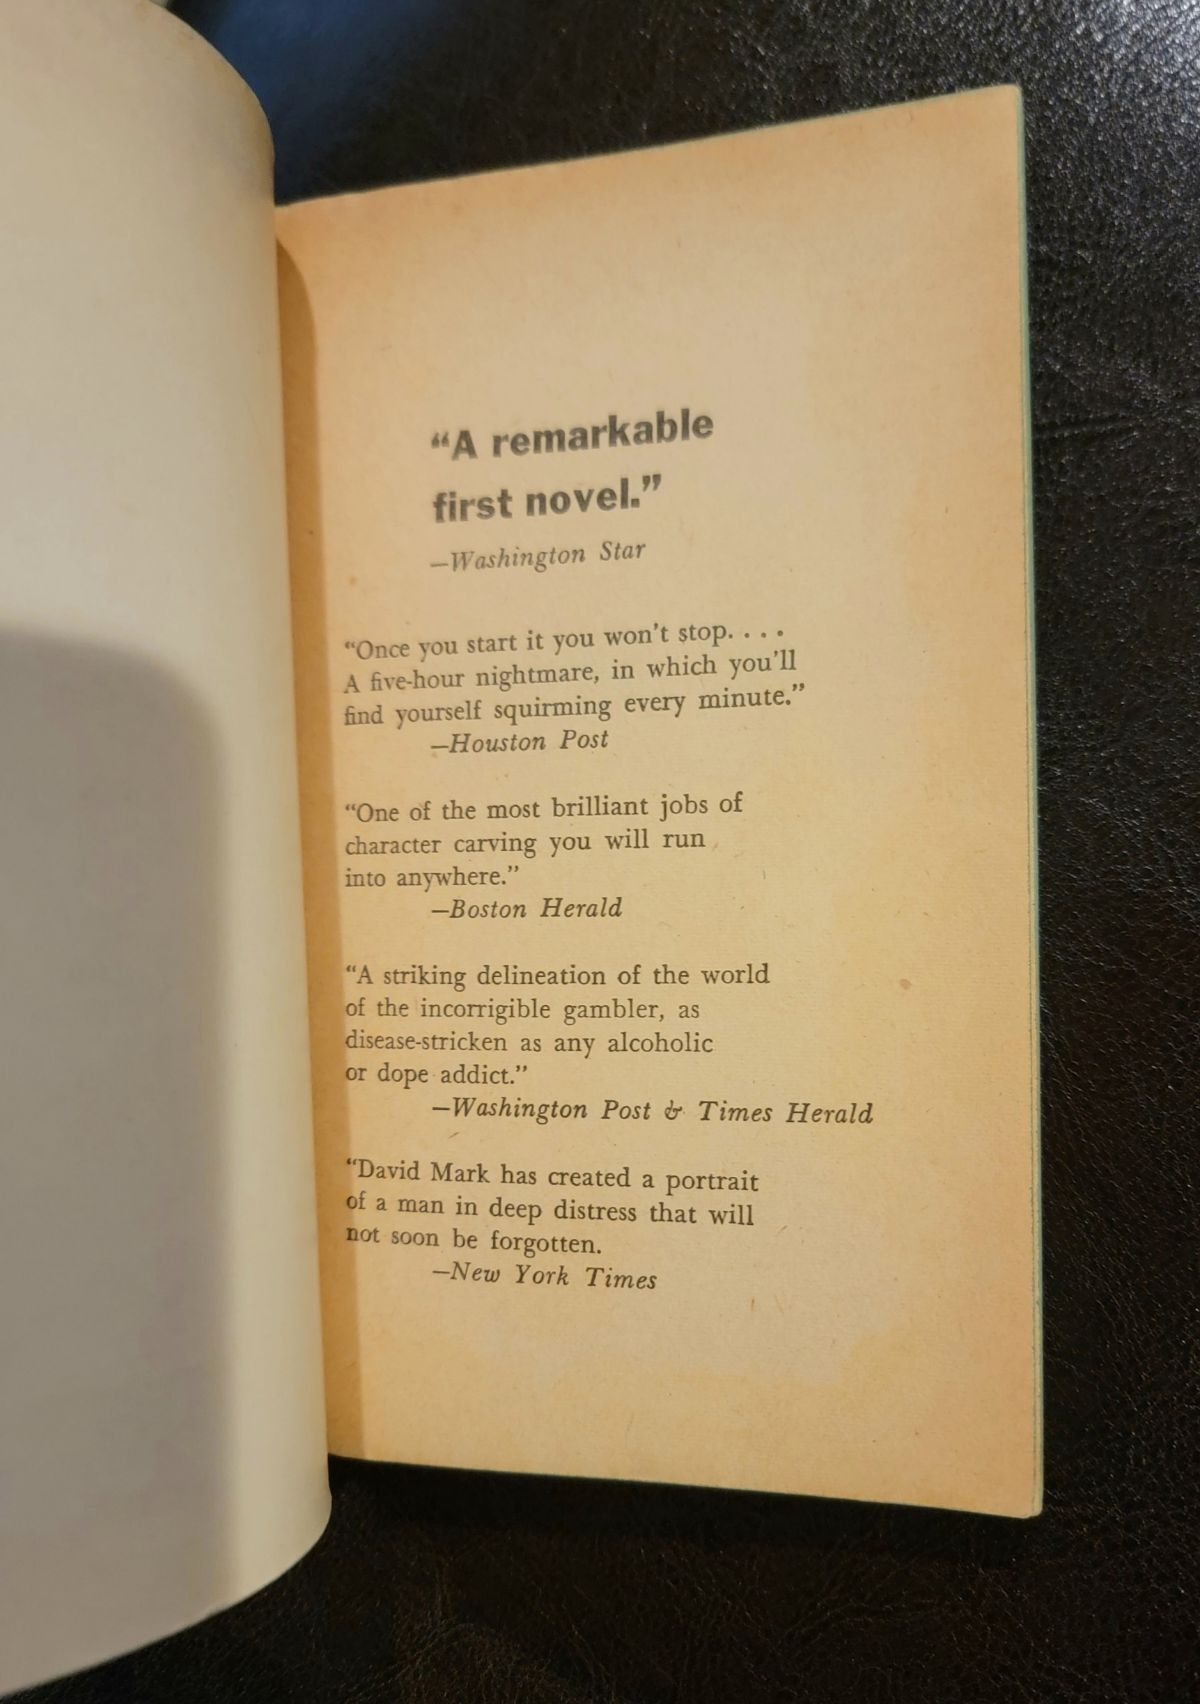 “A remarkable
first novel.”
—Washington Star
“Once you start it you won't stop. . . .
A five-hour nightmare, in which you'll
find yourself squirming every minute.”
—Houston Post
“One of the most brilliant jobs of
character carving you will run
into anywhere.”
—Boston Herald
“A striking delineation of the world
of the incorrigible gambler, as
disease-stricken as any alcoholic
or dope addict.”
—Washington Post & Times Herald
“David Mark has created a portrait
of a man in deep distress that will
not soon be forgotten.
—New York Times